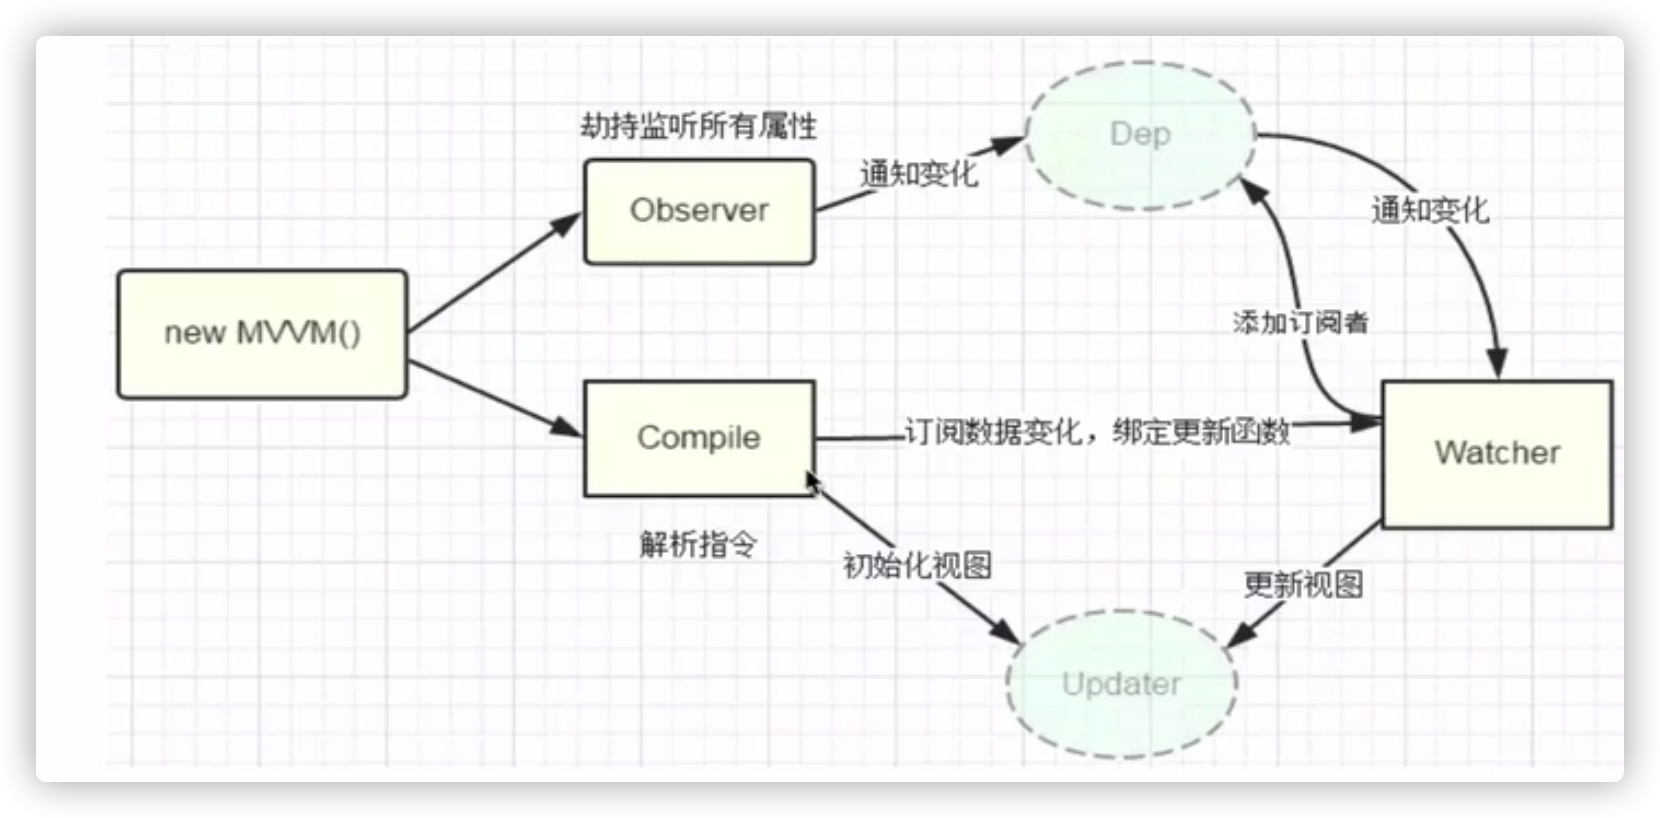 劫持监听所有属性
Dep
通知变化
Observer
通知变化
new MVVM()
添加订阅者
Compile
订阅数据变化，绑定更新函数
Watcher
解析指令
初始化视图
更新视图
Updater